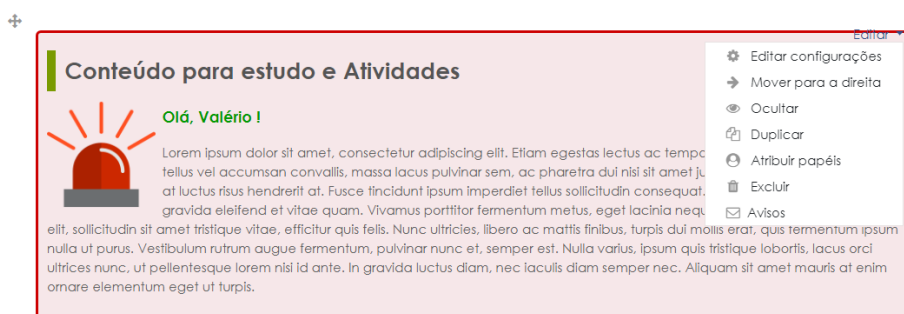 Editar
Editar configurações
Mover para a direita
Ocultar
Duplicar
Atribuir papéis
Excluir
Avisos
Conteúdo para estudo e Atividades
Olá, Valério !
Lorem ipsum dolor sit amet, consectetur adipiscing elit. Etiam egestas lectus ac
tellus vel accumsan convallis, massa lacus pulvinar sem, ac pharetra dui nisl sit amet
at luctus risus hendrerit at. Fusce tincidunt ipsum imperdiet tellus sollicitudin consequat.
gravida eleifend et vitae quam. Vivamus porttitor fermentum metus, eget lacinia
elit, sollicitudin sit amet tristique vitae, efficitur quis felis. Nunc ultricies, libero ac mattis finibus, turpis dui mollis erat, quis fermentum ipsum
nulla ut purus. Vestibulum rutrum augue fermentum, pulvinar nunc et, semper est. Nulla varius, ipsum quis tristique lobortis, lacus orci
ultrices nunc, ut pellentesque lorem nisi id ante. In gravida luctus diam, nec iaculis diam semper nec. Aliquam sit amet mauris at enim
ornare elementum eget ut turpis.